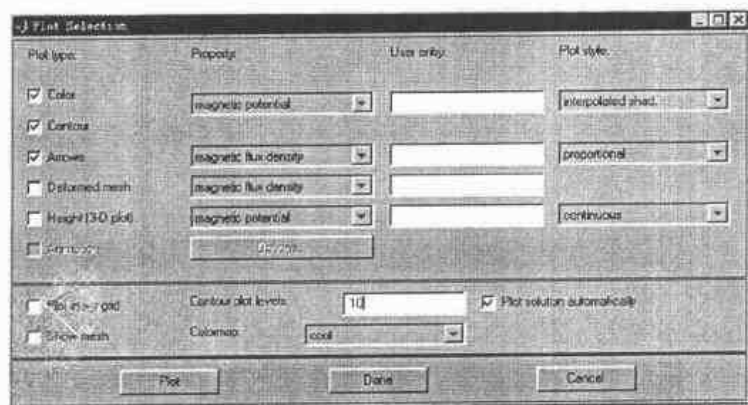 Plot Selection
Plot type: Property: User entry: Plot style:
Color magnetic potential interpolated shad.
Contour
Arrows magnetic flux density proportional
Deformed mesh magnetic flux density
Height (3-D plot) magnetic potential continuous
Animation Options...
Plot in x-y grid Contour plot levels: 10 Plot solution automatically
Show mesh Colormap: cool
Plot Done Cancel